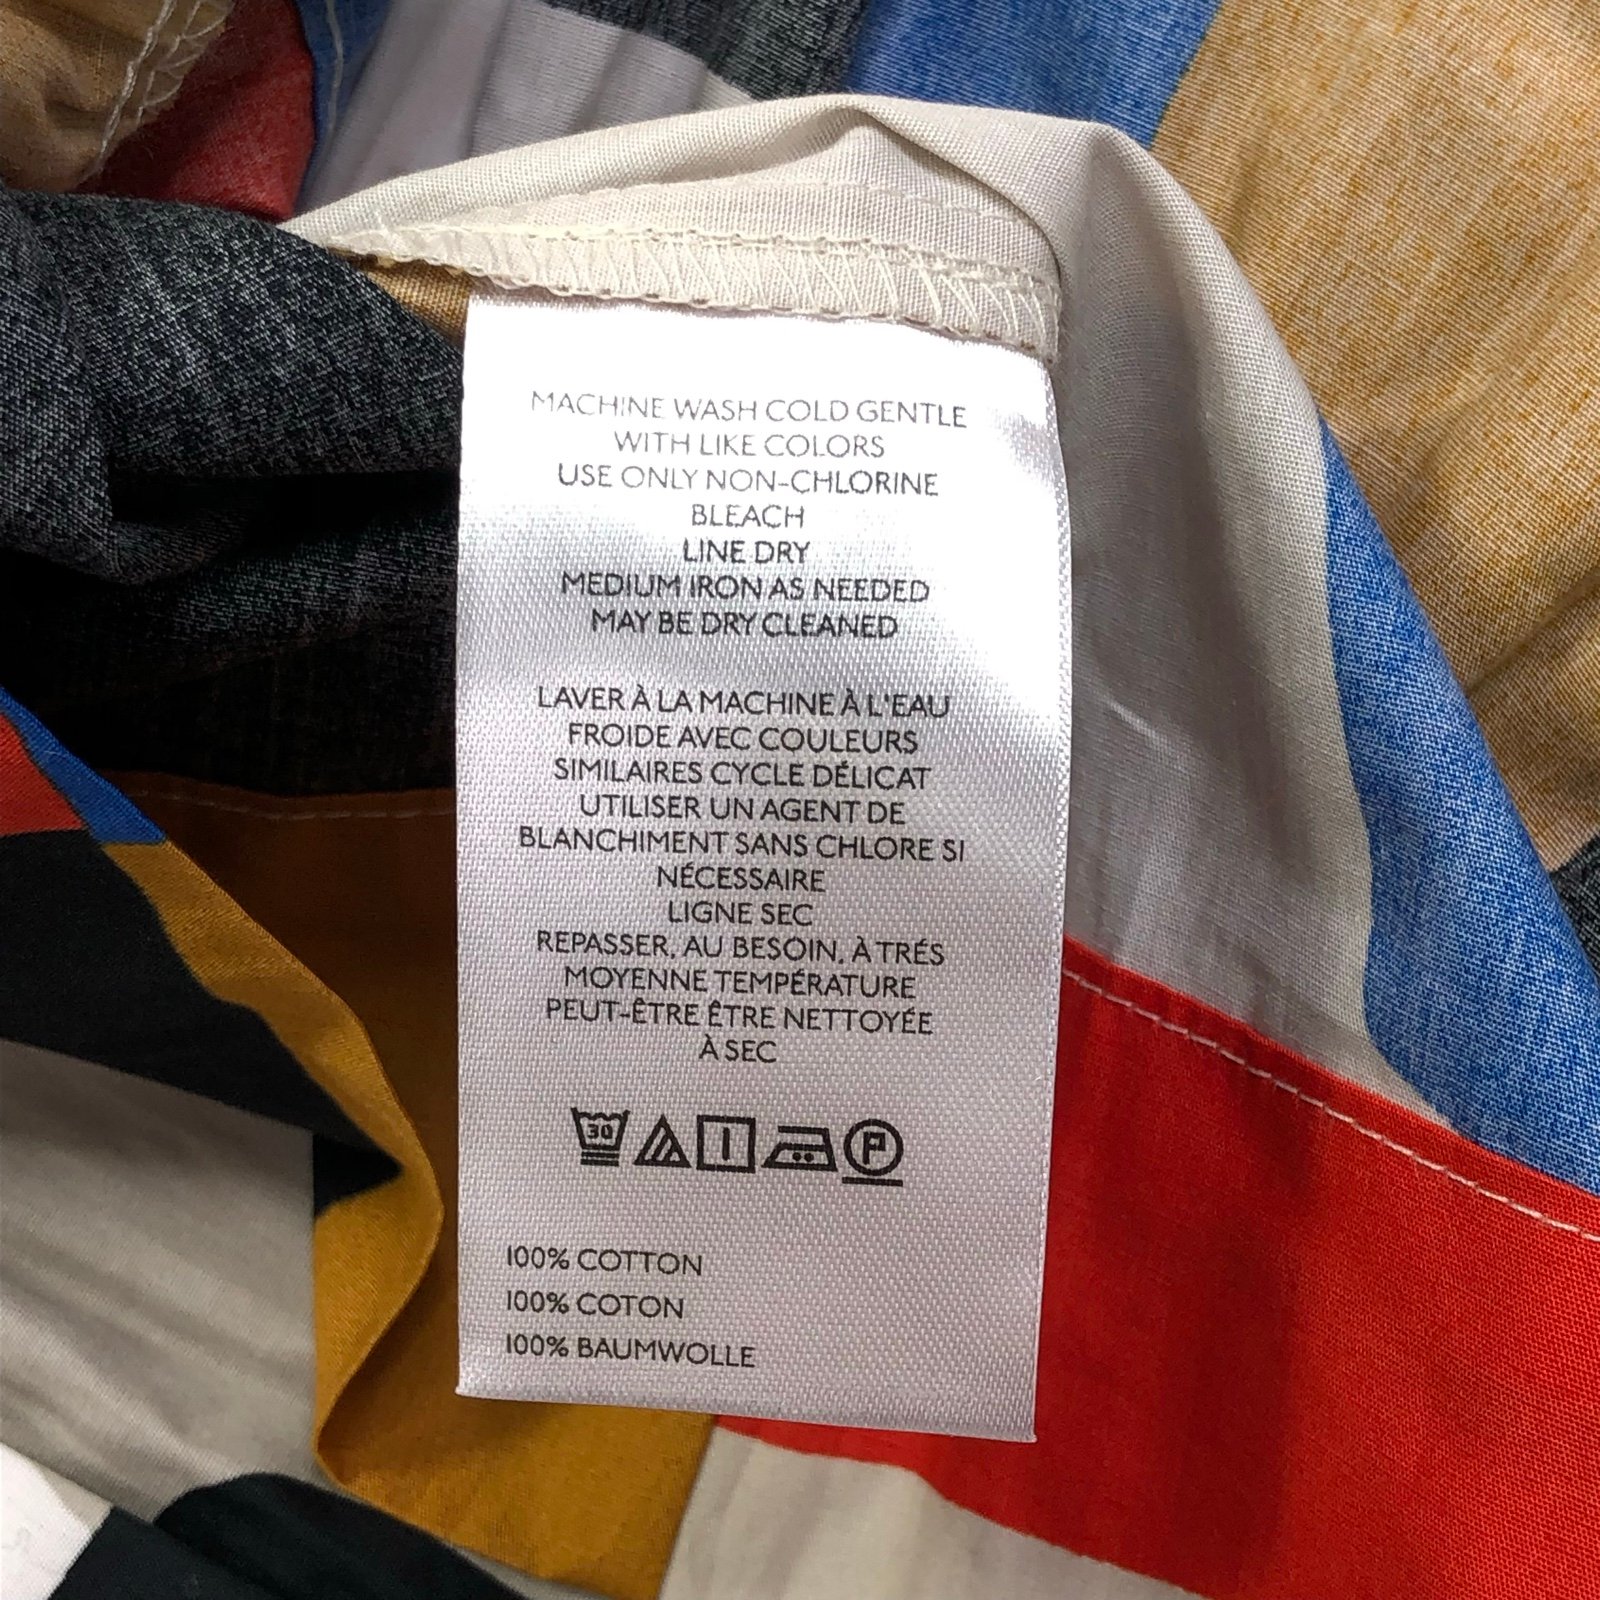 MACHINE WASH COLD GENTLE
WITH LIKE COLORS
USE ONLY NON-CHLORINE
BLEACH
LINE DRY
MEDIUM IRON AS NEEDED
MAY BE DRY CLEANED
LAVER À LA MACHINE À L'EAU
FROIDE AVEC COULEURS
SIMILAIRES CYCLE DÉLICAT
UTILISER UN AGENT DE
BLANCHIMENT SANS CHLORE SI
NÉCESSAIRE
LIGNE SEC
REPASSER, AU BESOIN, À TRÉS
MOYENNE TEMPÉRATURE
PEUT-ÊTRE ÊTRE NETTOYÉE
À SEC
30 P
100% COTTON
100% COTON
100% BAUMWOLLE